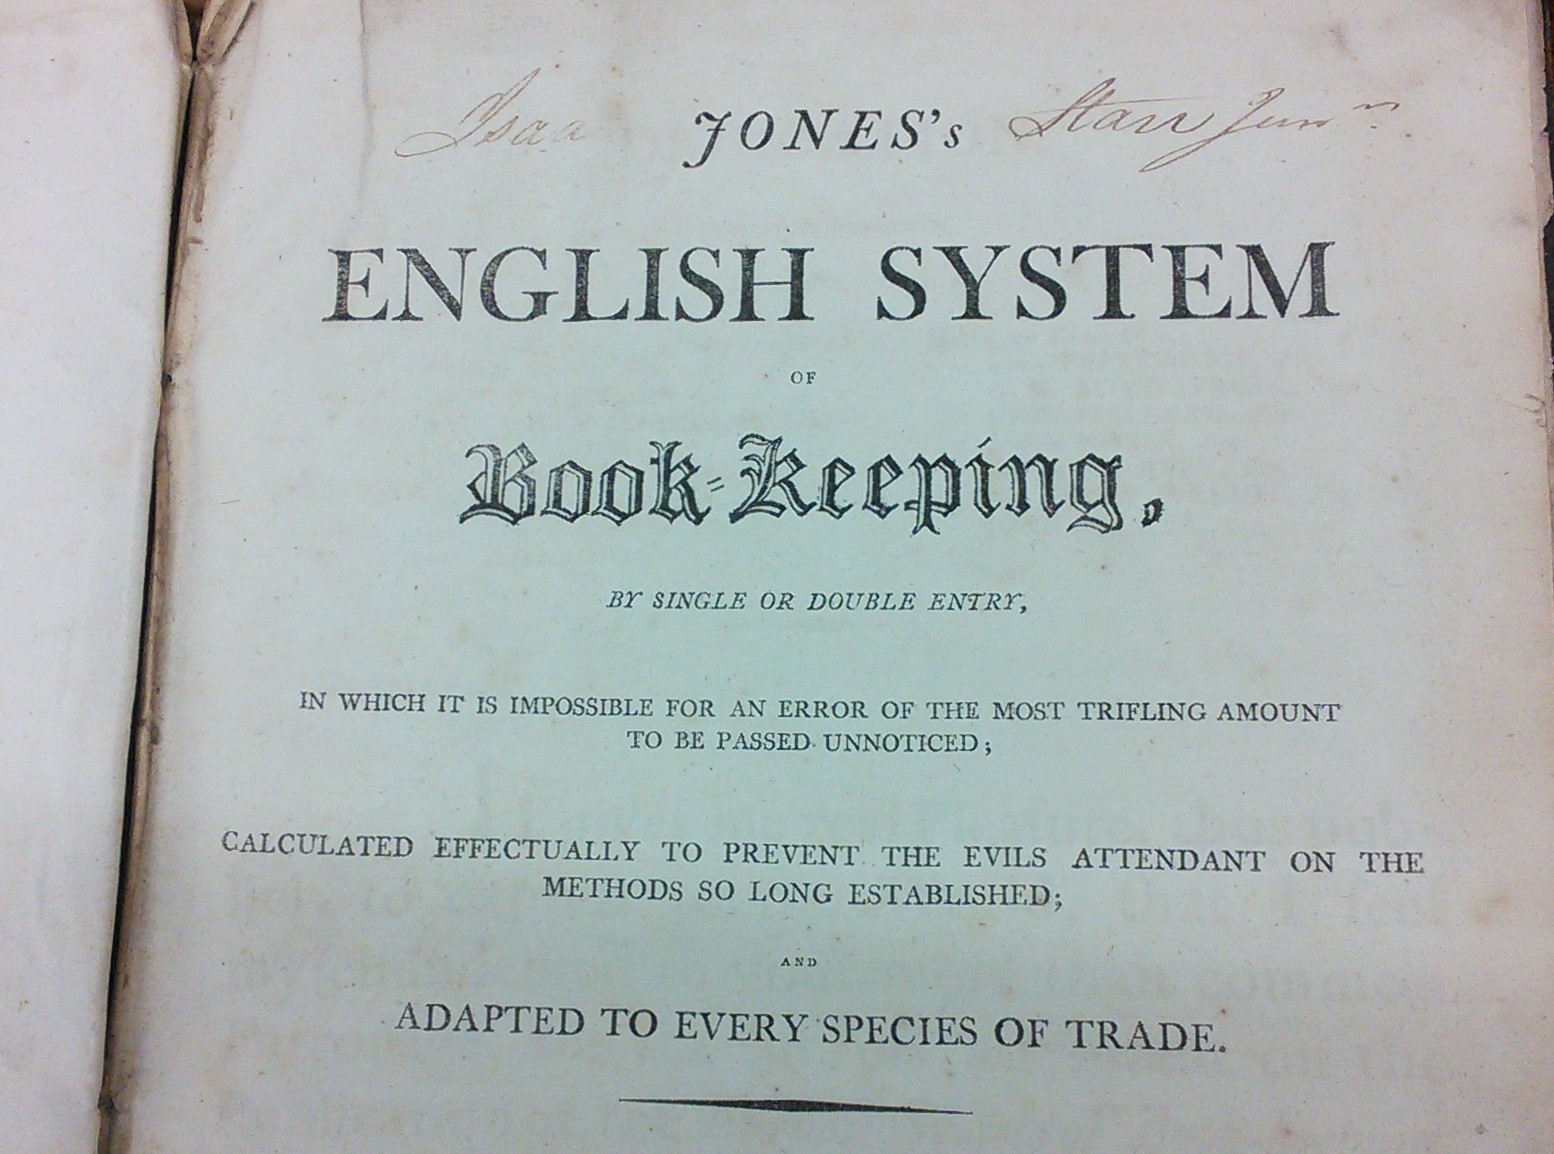 Isaa JONES's Starr Junr
ENGLISH SYSTEM
OF
Book-Keeping,
BY SINGLE OR DOUBLE ENTRY,
IN WHICH IT IS IMPOSSIBLE FOR AN ERROR OF THE MOST TRIFLING AMOUNT
TO BE PASSED UNNOTICED;
CALCULATED EFFECTUALLY TO PREVENT THE EVILS ATTENDANT ON THE
METHODS SO LONG ESTABLISHED;
AND
ADAPTED TO EVERY SPECIES OF TRADE.